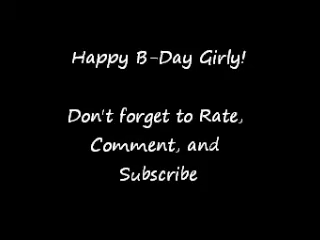 Happy B-Day Girly!
Don't forget to Rate,
Comment, and
Subscribe